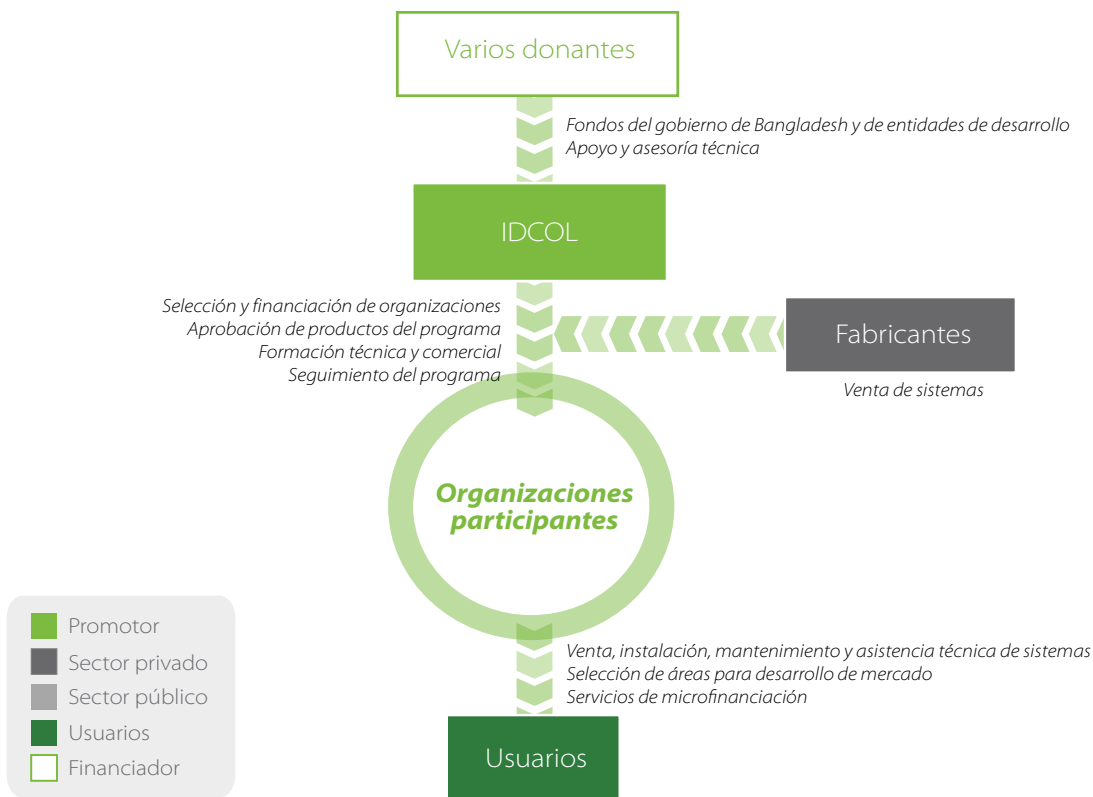 Varios donantes
Fondos del gobierno de Bangladesh y de entidades de desarrollo
Apoyo y asesoría técnica
IDCOL
Selección y financiación de organizaciones
Aprobación de productos del programa
Formación técnica y comercial
Seguimiento del programa
Fabricantes
Venta de sistemas
Organizaciones
participantes
Promotor
Sector privado
Sector público
Usuarios
Financiador
Venta, instalación, mantenimiento y asistencia técnica de sistemas
Selección de áreas para desarrollo de mercado
Servicios de microfinanciación
Usuarios